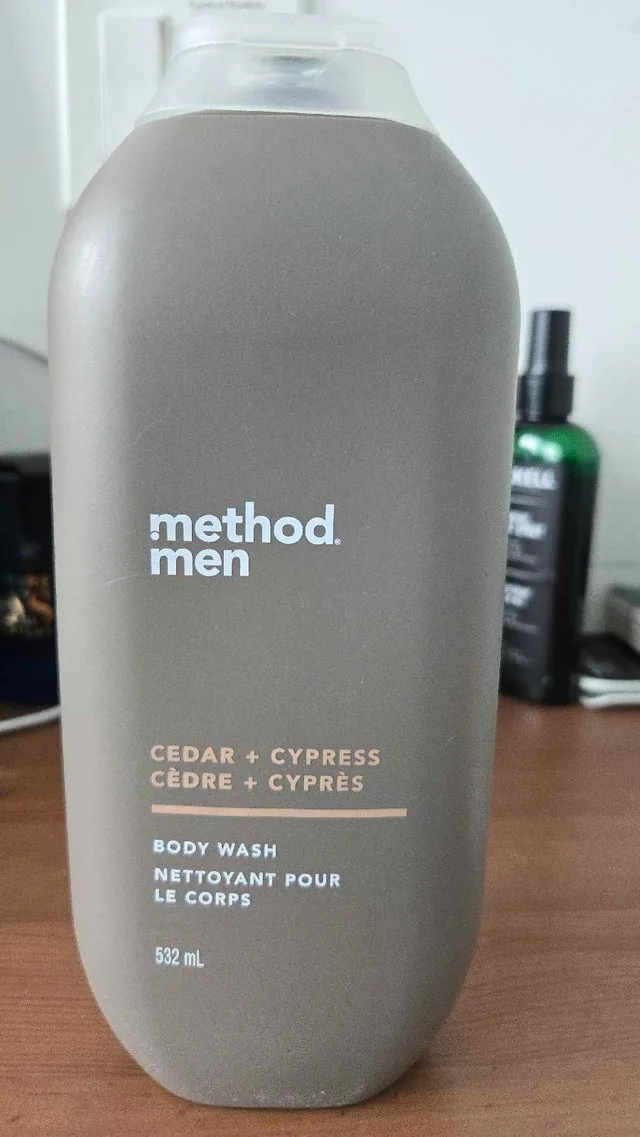 method®
men
CEDAR + CYPRESS
CÈDRE + CYPRÈS
BODY WASH
NETTOYANT POUR
LE CORPS
532 mL